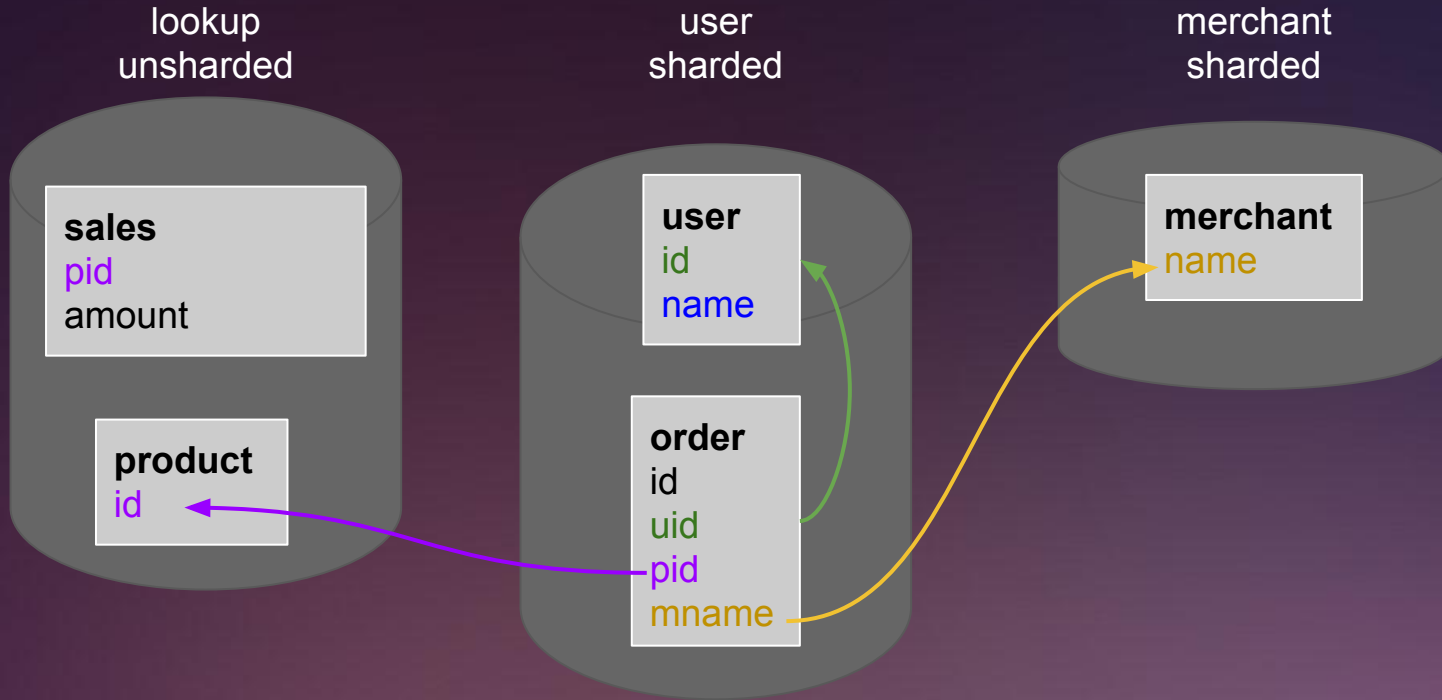 lookup
unsharded
sales
pid
amount
product
id
user
sharded
user
id
name
order
id
uid
pid
mname
merchant
sharded
merchant
name